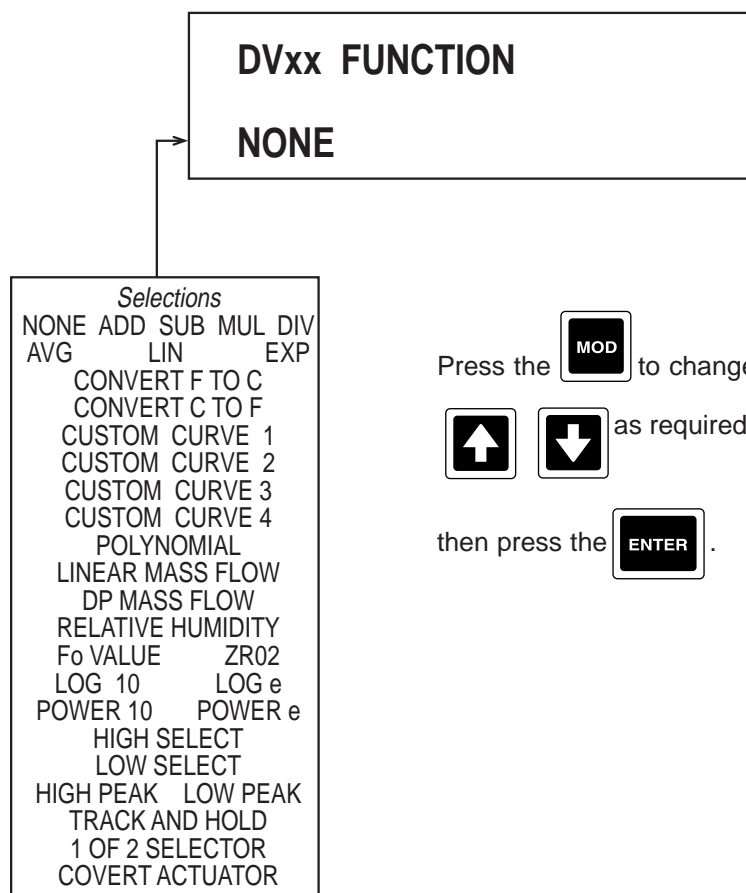 DVxx FUNCTION
NONE
Selections
NONE ADD SUB MUL DIV
AVG LIN EXP
CONVERT F TO C
CONVERT C TO F
CUSTOM CURVE 1
CUSTOM CURVE 2
CUSTOM CURVE 3
CUSTOM CURVE 4
POLYNOMIAL
LINEAR MASS FLOW
DP MASS FLOW
RELATIVE HUMIDITY
Fo VALUE ZR02
LOG 10 LOG e
POWER 10 POWER e
HIGH SELECT
LOW SELECT
HIGH PEAK LOW PEAK
TRACK AND HOLD
1 OF 2 SELECTOR
COVERT ACTUATOR
Press the MOD to change
as required
then press the ENTER .